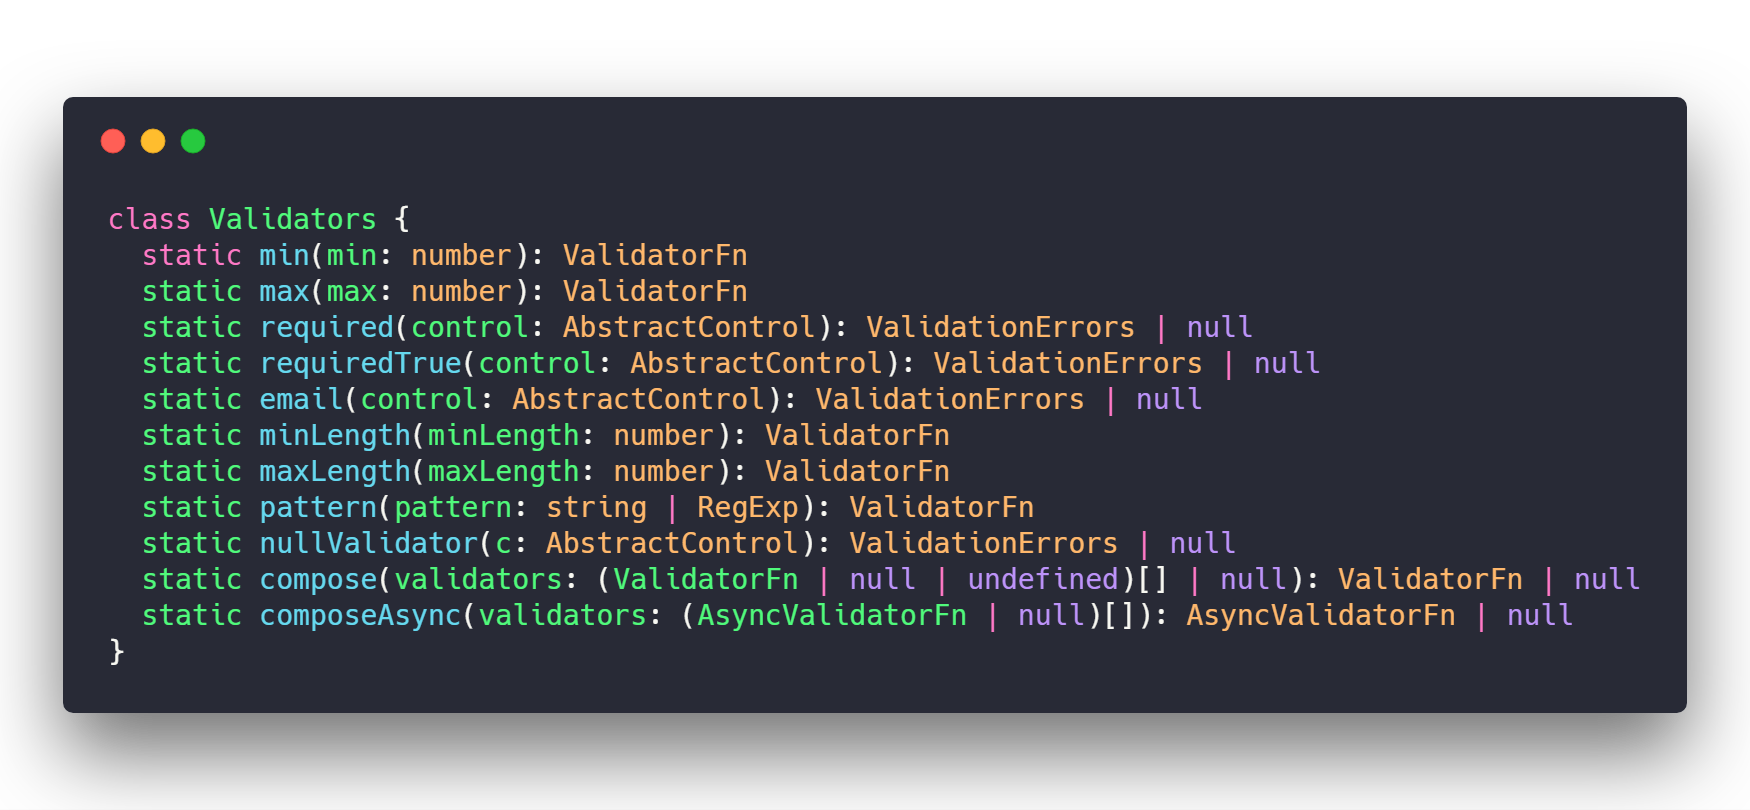 class Validators {
  static min(min: number): ValidatorFn
  static max(max: number): ValidatorFn
  static required(control: AbstractControl): ValidationErrors | null
  static requiredTrue(control: AbstractControl): ValidationErrors | null
  static email(control: AbstractControl): ValidationErrors | null
  static minLength(minLength: number): ValidatorFn
  static maxLength(maxLength: number): ValidatorFn
  static pattern(pattern: string | RegExp): ValidatorFn
  static nullValidator(c: AbstractControl): ValidationErrors | null
  static compose(validators: (ValidatorFn | null | undefined)[] | null): ValidatorFn | null
  static composeAsync(validators: (AsyncValidatorFn | null)[]): AsyncValidatorFn | null
}